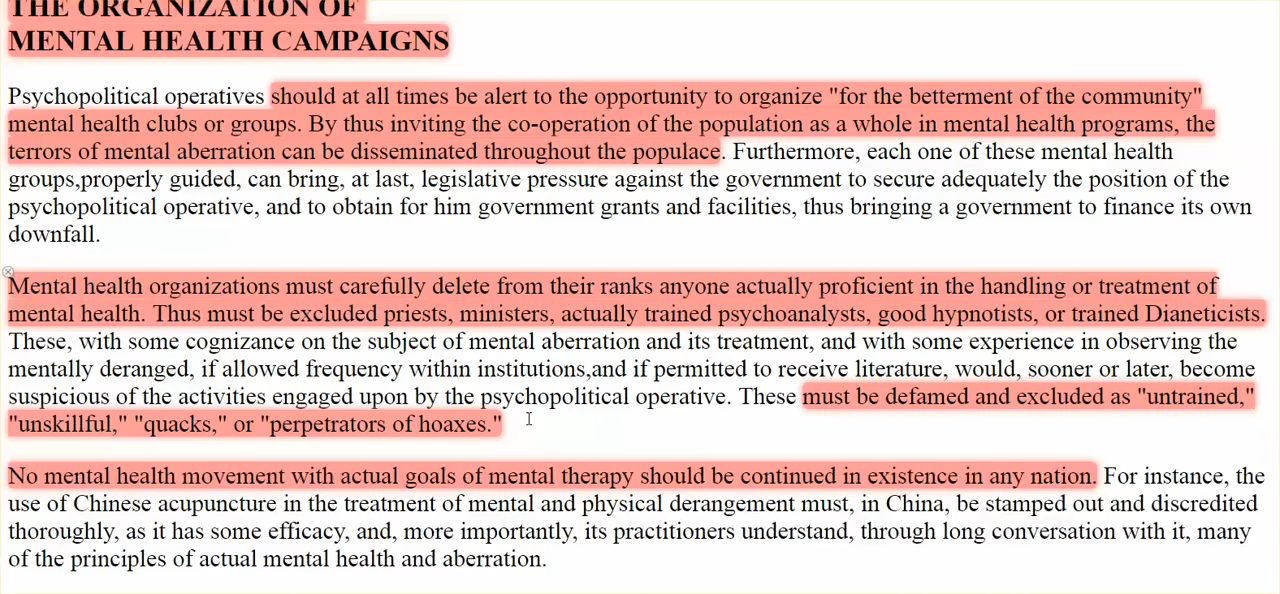 THE ORGANIZATION OF
MENTAL HEALTH CAMPAIGNS
Psychopolitical operatives should at all times be alert to the opportunity to organize "for the betterment of the community"
mental health clubs or groups. By thus inviting the co-operation of the population as a whole in mental health programs, the
terrors of mental aberration can be disseminated throughout the populace. Furthermore, each one of these mental health
groups,properly guided, can bring, at last, legislative pressure against the government to secure adequately the position of the
psychopolitical operative, and to obtain for him government grants and facilities, thus bringing a government to finance its own
downfall.
Mental health organizations must carefully delete from their ranks anyone actually proficient in the handling or treatment of
mental health. Thus must be excluded priests, ministers, actually trained psychoanalysts, good hypnotists, or trained Dianeticists.
These, with some cognizance on the subject of mental aberration and its treatment, and with some experience in observing the
mentally deranged, if allowed frequency within institutions,and if permitted to receive literature, would, sooner or later, become
suspicious of the activities engaged upon by the psychopolitical operative. These must be defamed and excluded as "untrained,"
"unskillful," "quacks," or "perpetrators of hoaxes."
No mental health movement with actual goals of mental therapy should be continued in existence in any nation. For instance, the
use of Chinese acupuncture in the treatment of mental and physical derangement must, in China, be stamped out and discredited
thoroughly, as it has some efficacy, and, more importantly, its practitioners understand, through long conversation with it, many
of the principles of actual mental health and aberration.